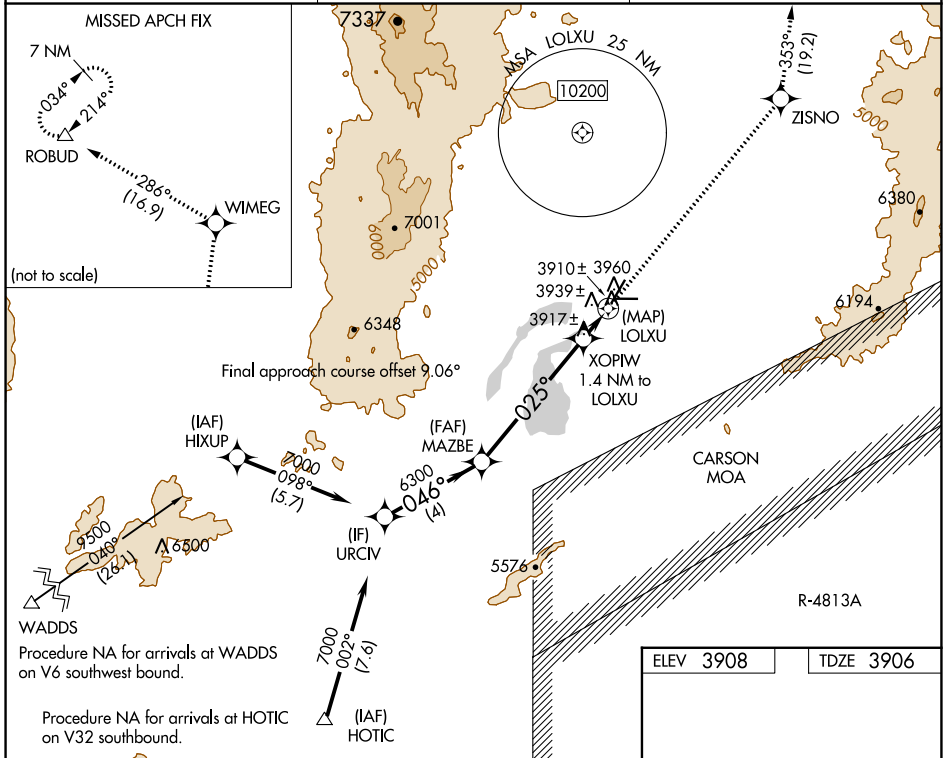 MISSED APCH FIX
7 NM
034°
214°
ROBUD
286°
(16.9)
WIMEG
(not to scale)
7337
MSA LOLXU 25 NM
10200
353°
(19.2)
ZISNO
5000
6380
7001
6000
5000
6348
3910± 3960
3939±
3917±
(MAP)
LOLXU
6194
XOPIW
1.4 NM to
LOLXU
Final approach course offset 9.06°
025°
(IAF)
HIXUP
7000
098°
(5.7)
(FAF)
MAZBE
6300
046°
(4)
(IF)
URCIV
CARSON
MOA
9500
040°
(26.1)
6500
5576
R-4813A
WADDS
Procedure NA for arrivals at WADDS
on V6 southwest bound.
7000
002°
(7.6)
(IAF)
HOTIC
Procedure NA for arrivals at HOTIC
on V32 southbound.
ELEV 3908
TDZE 3906